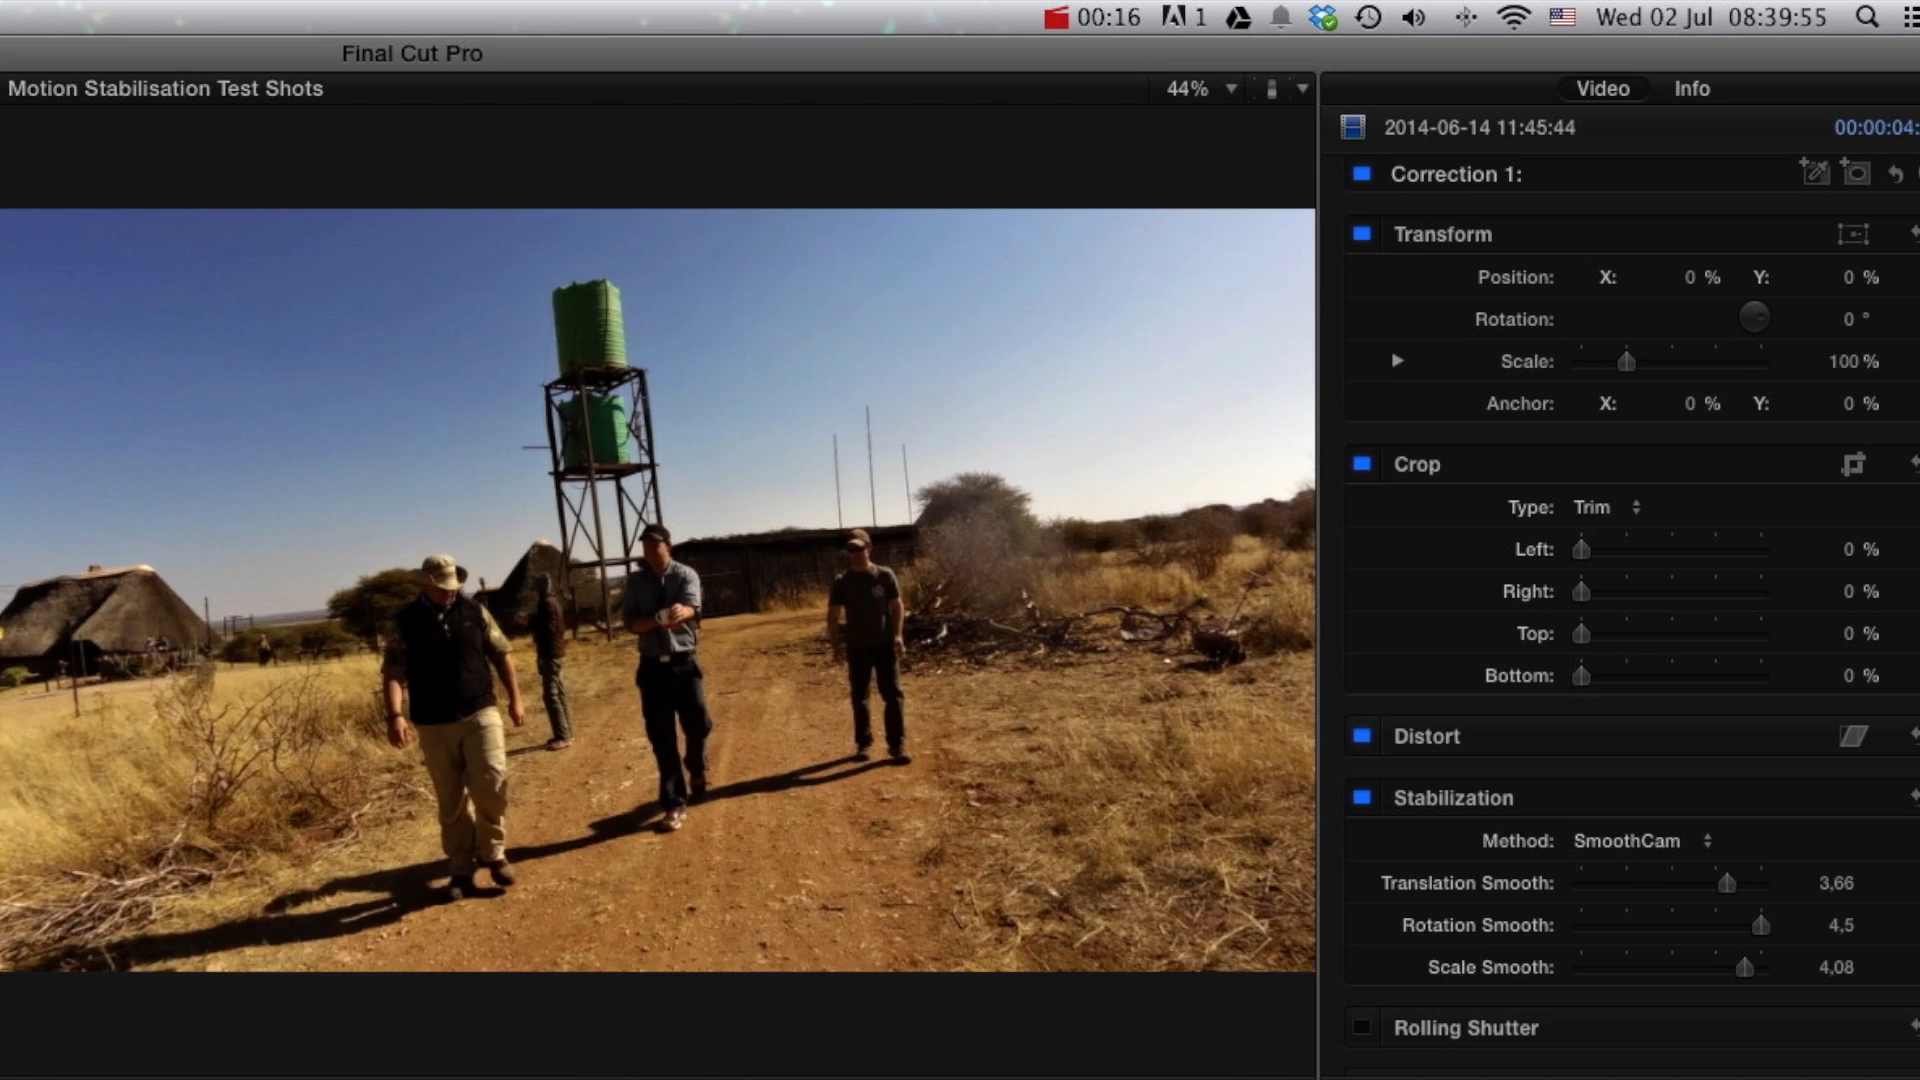 00:16 1 Wed 02 Jul 08:39:55
Final Cut Pro
Motion Stabilisation Test Shots 44% Video Info
2014-06-14 11:45:44 00:00:04:
Correction 1:
Transform
Position: X: 0 % Y: 0 %
Rotation: 0 °
Scale: 100 %
Anchor: X: 0 % Y: 0 %
Crop
Type: Trim
Left: 0 %
Right: 0 %
Top: 0 %
Bottom: 0 %
Distort
Stabilization
Method: SmoothCam
Translation Smooth: 3,66
Rotation Smooth: 4,5
Scale Smooth: 4,08
Rolling Shutter